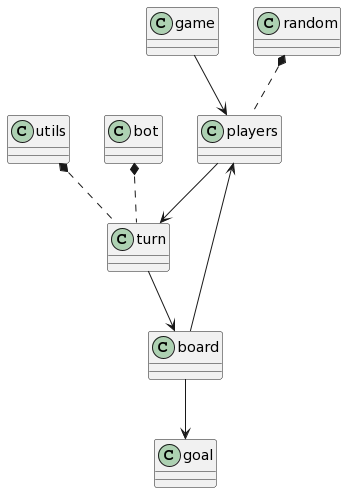 C game
C random
C utils
C bot
C players
C turn
C board
C goal